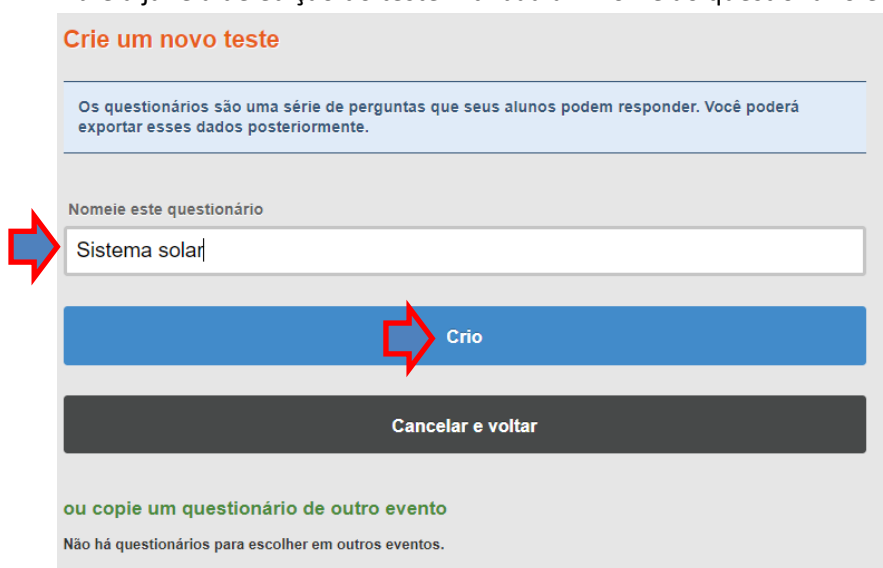 Crie um novo teste
Os questionários são uma série de perguntas que seus alunos podem responder. Você poderá
exportar esses dados posteriormente.
Nomeie este questionário
Sistema solar
Crio
Cancelar e voltar
ou copie um questionário de outro evento
Não há questionários para escolher em outros eventos.